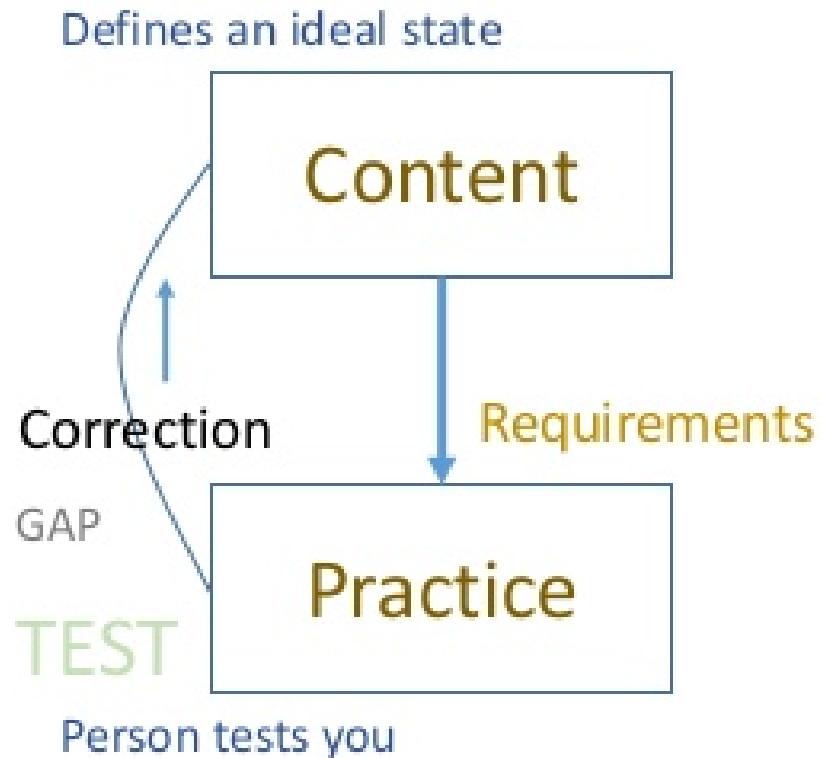 Defines an ideal state
Content
Correction
Requirements
GAP
Practice
TEST
Person tests you